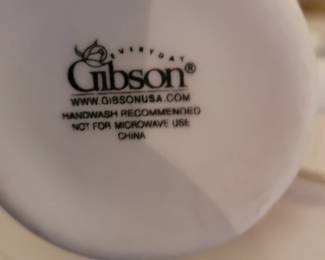 EVERYDAY
Gibson®
WWW.GIBSONUSA.COM
HANDWASH RECOMMENDED
NOT FOR MICROWAVE USE
CHINA